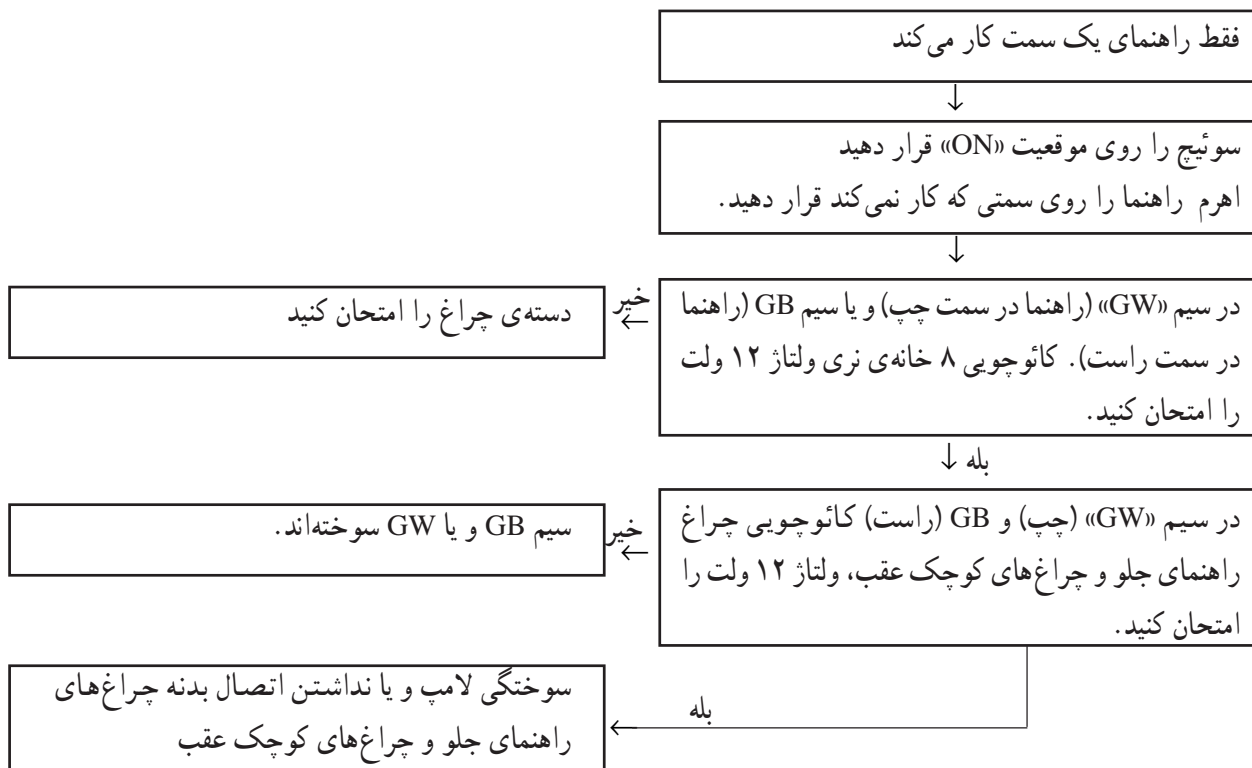 فقط راهنمای یک سمت کار می‌کند
سوئیچ را روی موقعیت «ON» قرار دهید
اهرم راهنما را روی سمتی که کار نمی‌کند قرار دهید.
در سیم «GW» (راهنما در سمت چپ) و یا سیم GB (راهنما
در سمت راست). کائوچویی ۸ خانه‌ی نری ولتاژ ۱۲ ولت
را امتحان کنید.
خیر
دسته‌ی چراغ را امتحان کنید
بله
در سیم «GW» (چپ) و GB (راست) کائوچویی چراغ
راهنمای جلو و چراغ‌های کوچک عقب، ولتاژ ۱۲ ولت را
امتحان کنید.
خیر
سیم GB و یا GW سوخته‌اند.
بله
سوختگی لامپ و یا نداشتن اتصال بدنه چراغ‌های
راهنمای جلو و چراغ‌های کوچک عقب